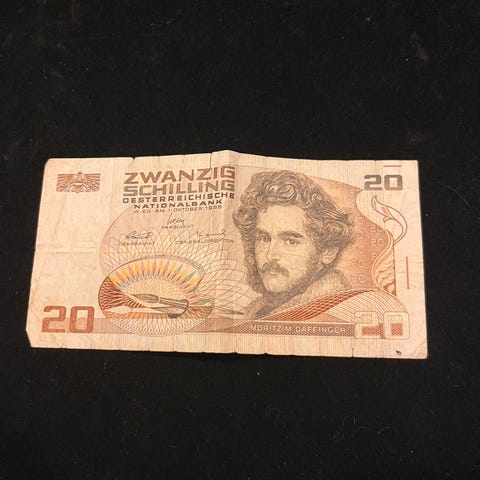 ZWANZIG
SCHILLING
OESTERREICHISCHE
NATIONALBANK
WIEN AM 1. OKTOBER 1986
PRÄSIDENT
GENERALRAT
GENERALDIREKTOR
20
20
MORITZ M. DAFFINGER
20